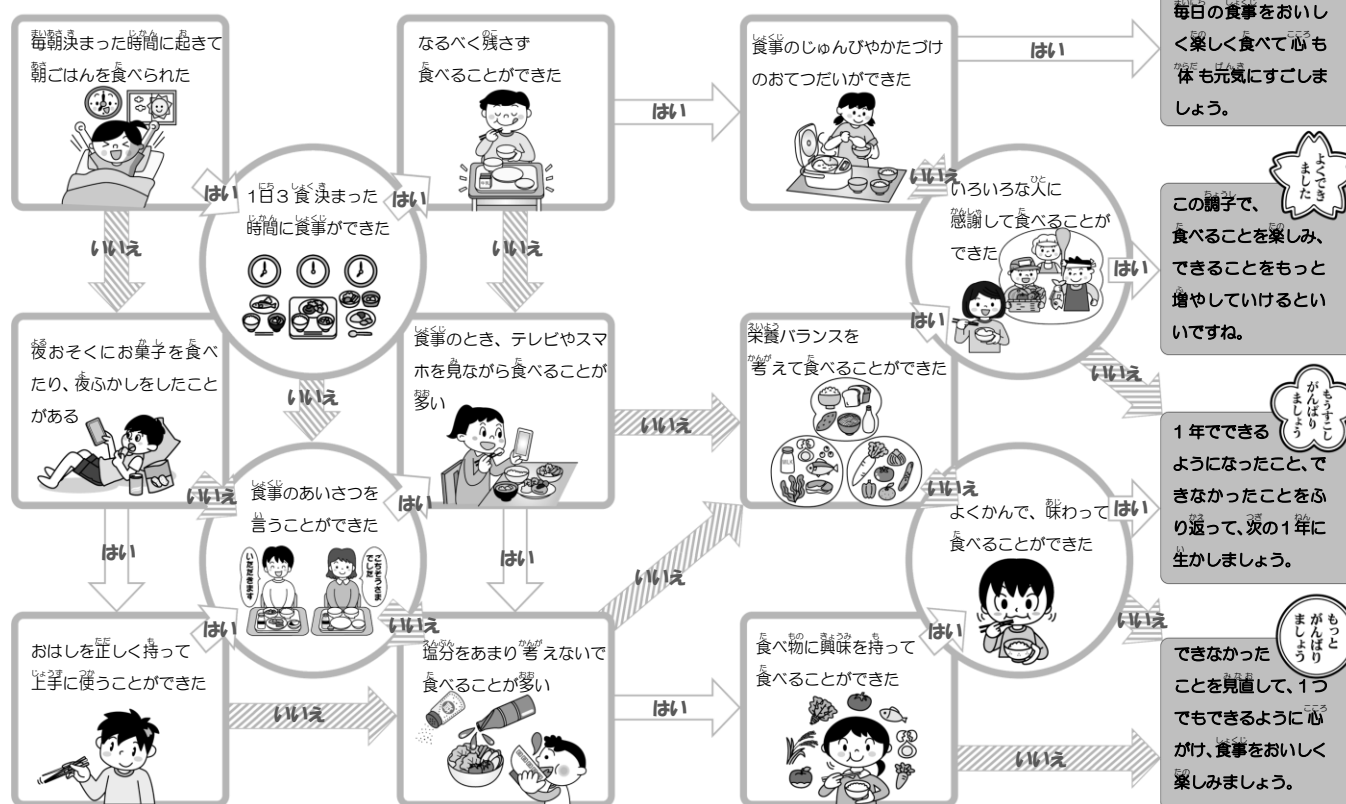 毎朝決まった時間に起きて
朝ごはんを食べられた
はい
いいえ
なるべく残さず
食べることができた
はい
はい
いいえ
食事のじゅんびやかたづけ
のおてつだいができた
はい
いいえ
毎日の食事をおいし
く楽しく食べて心も
体も元気にすごしま
しょう。
1日3食決まった
時間に食事ができた
いいえ
いろいろな人に
感謝して食べることが
できた
はい
はい
いいえ
よくでき
ました
この調子で、
食べることを楽しみ、
できることをもっと
増やしていけるとい
いですね。
夜おそくにお菓子を食べ
たり、夜ふかしをしたこと
がある
いいえ
はい
食事のとき、テレビやスマ
ホを見ながら食べることが
多い
いいえ
はい
はい
栄養バランスを
考えて食べることができた
いいえ
もうすこし
がんばり
ましょう
1年でできる
ようになったこと、で
きなかったことをふ
り返って、次の1年に
生かしましょう。
食事のあいさつを
言うことができた
いただきます
ごちそうさま
でした
はい
いいえ
よくかんで、味わって
食べることができた
はい
はい
いいえ
おはしを正しく持って
上手に使うことができた
いいえ
塩分をあまり考えないで
食べることが多い
いいえ
はい
食べ物に興味を持って
食べることができた
いいえ
もっと
がんばり
ましょう
できなかった
ことを見直して、1つ
でもできるように心
がけ、食事をおいしく
楽しみましょう。